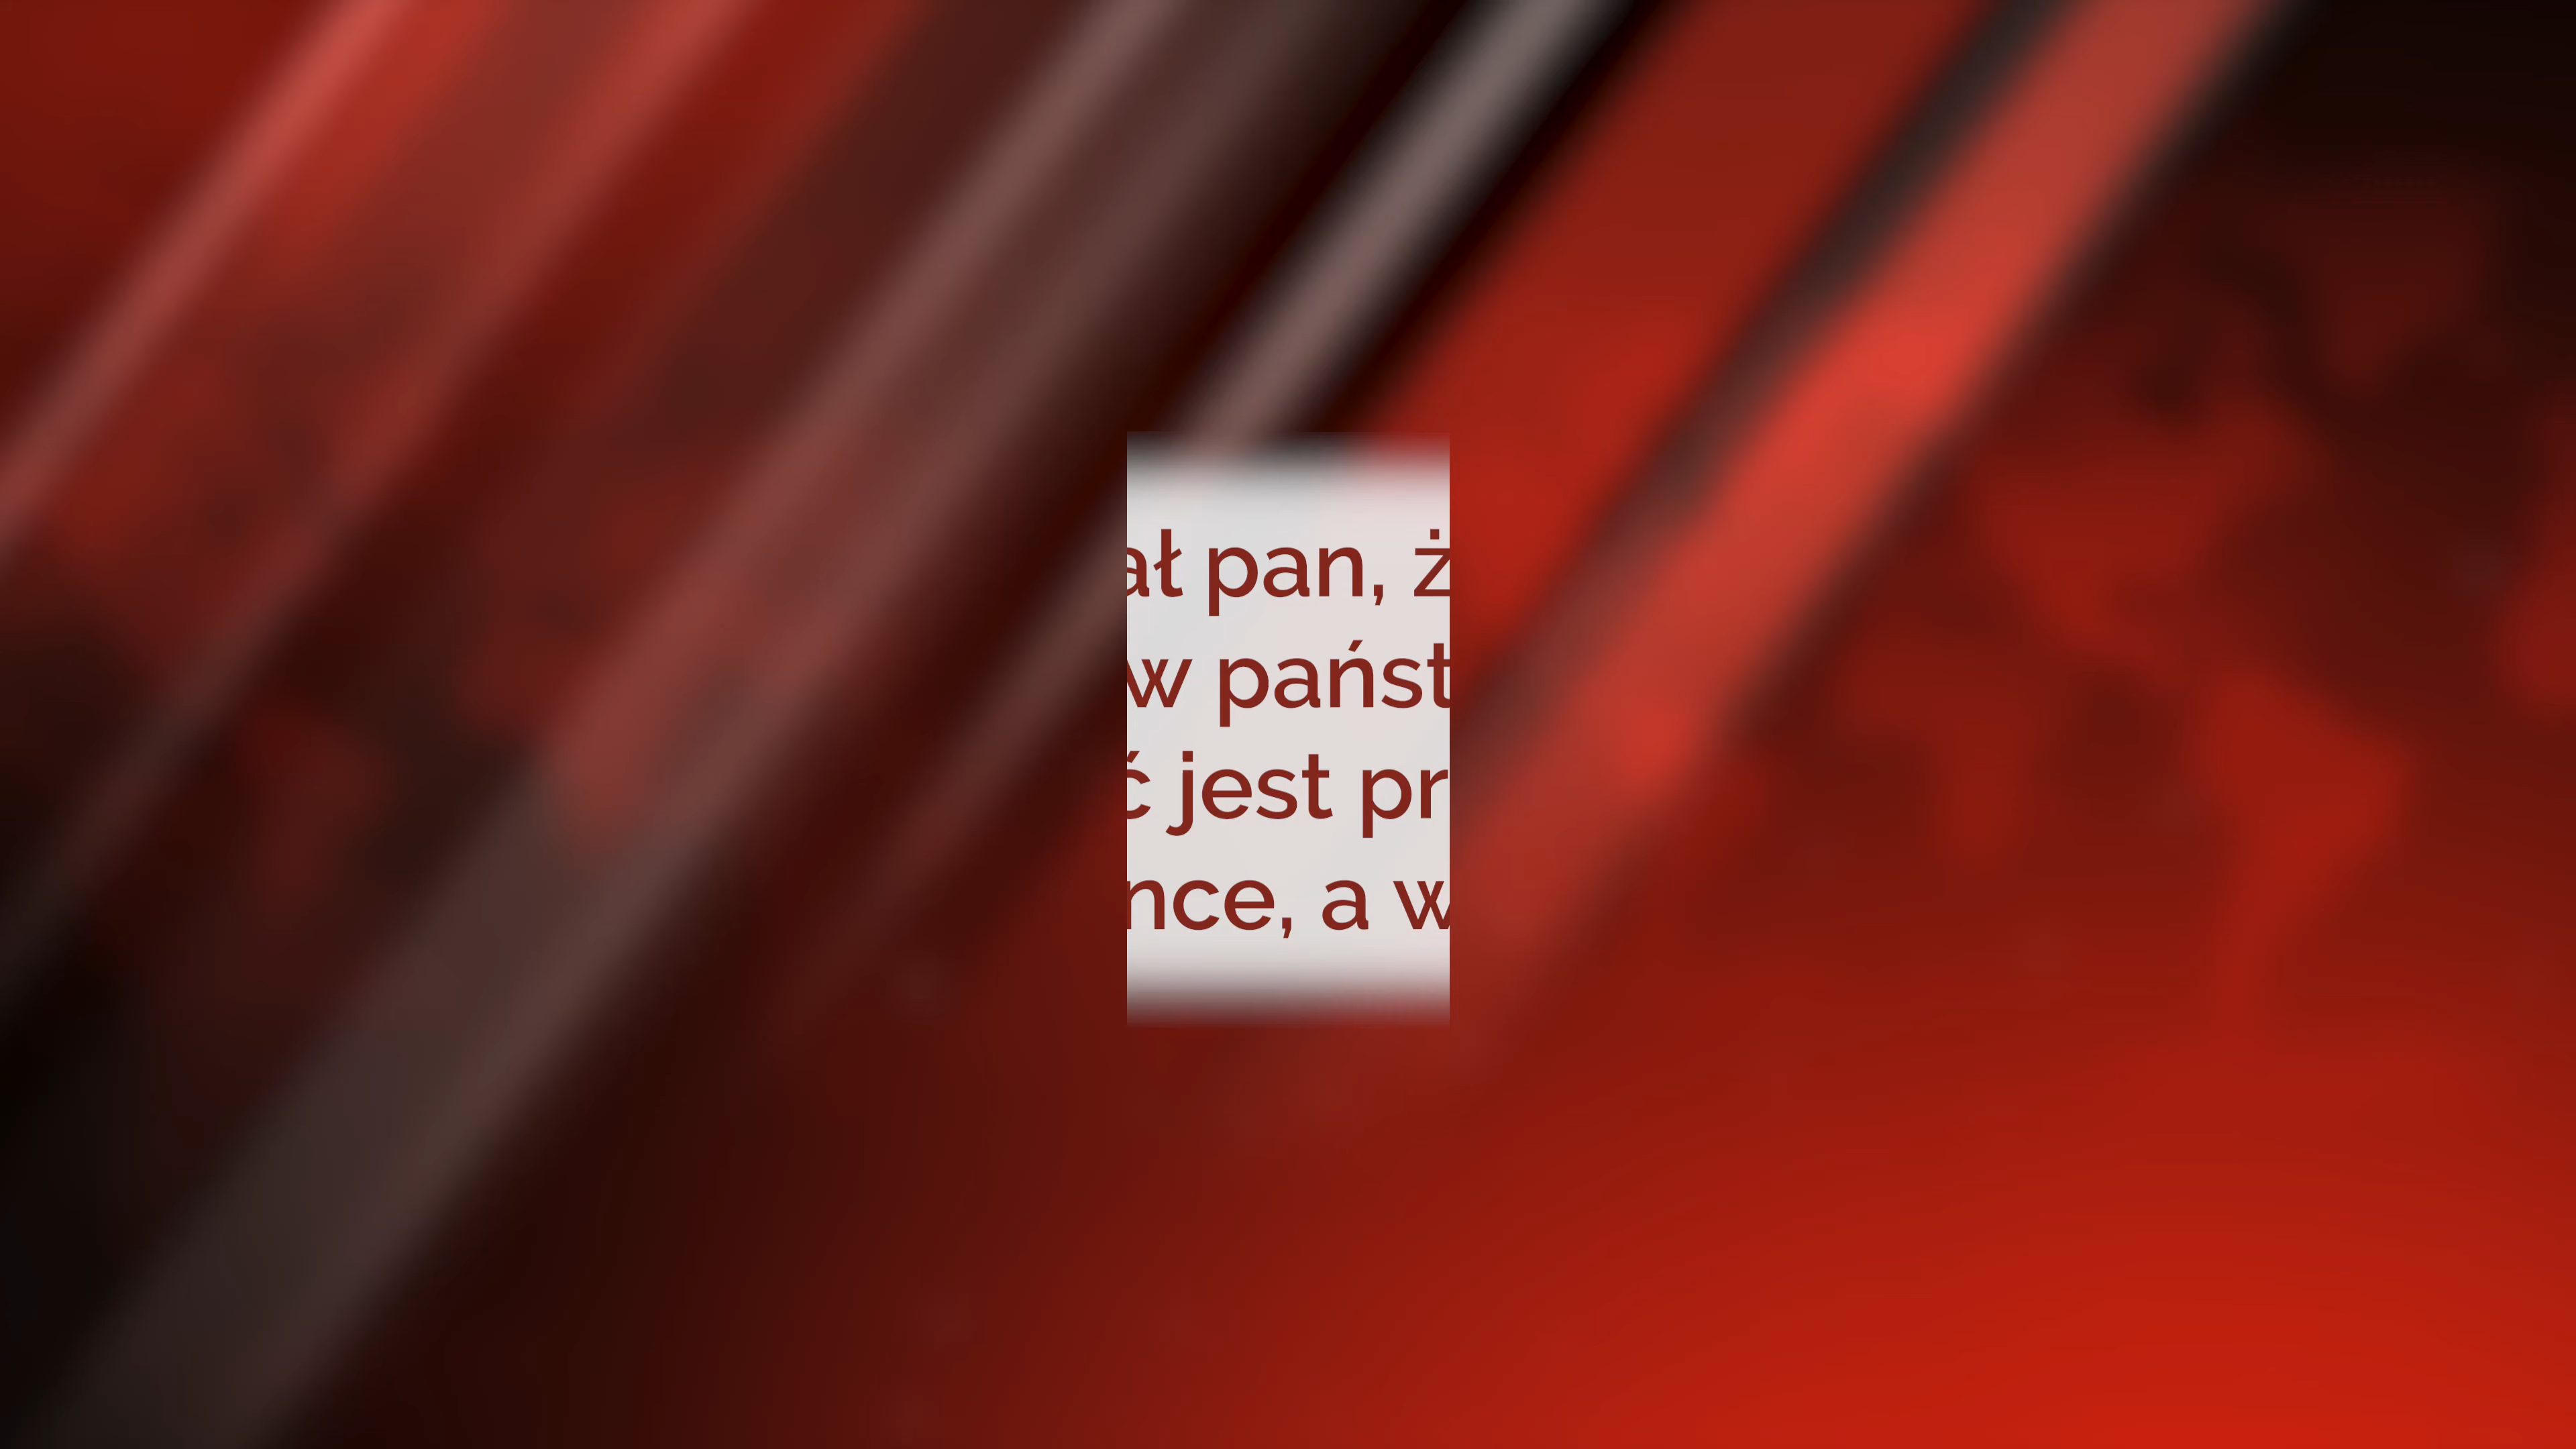 ał pan, ż
w państ
ć jest pr
nce, a w